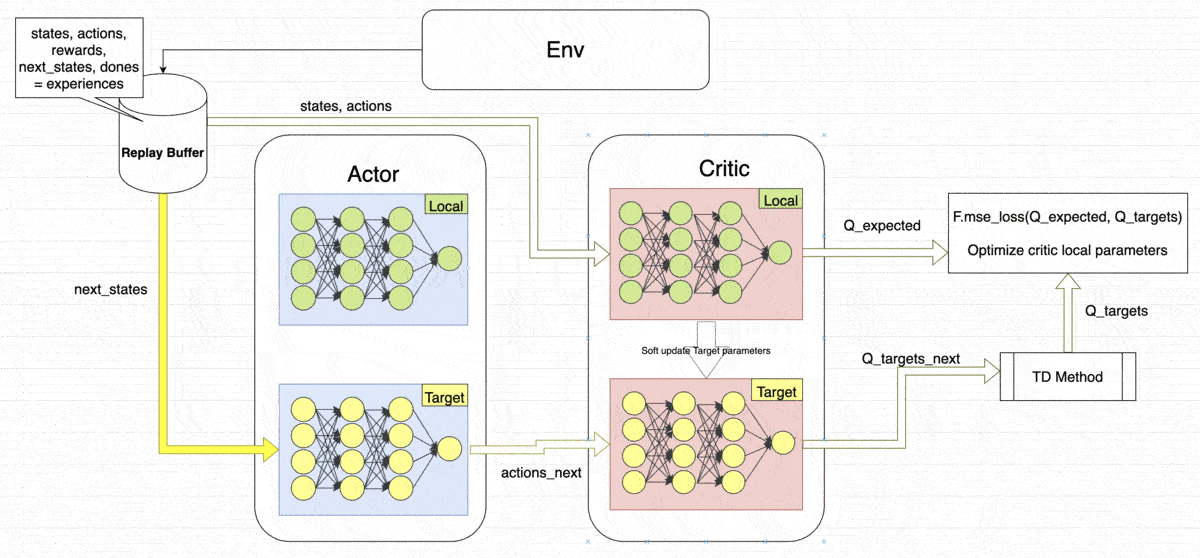 states, actions,
rewards,
next_states, dones
= experiences
Env
states, actions
Replay Buffer
Actor
Critic
Local
Local
Q_expected
F.mse_loss(Q_expected, Q_targets)
Optimize critic local parameters
next_states
Q_targets
Soft update Target parameters
Q_targets_next
TD Method
Target
Target
actions_next